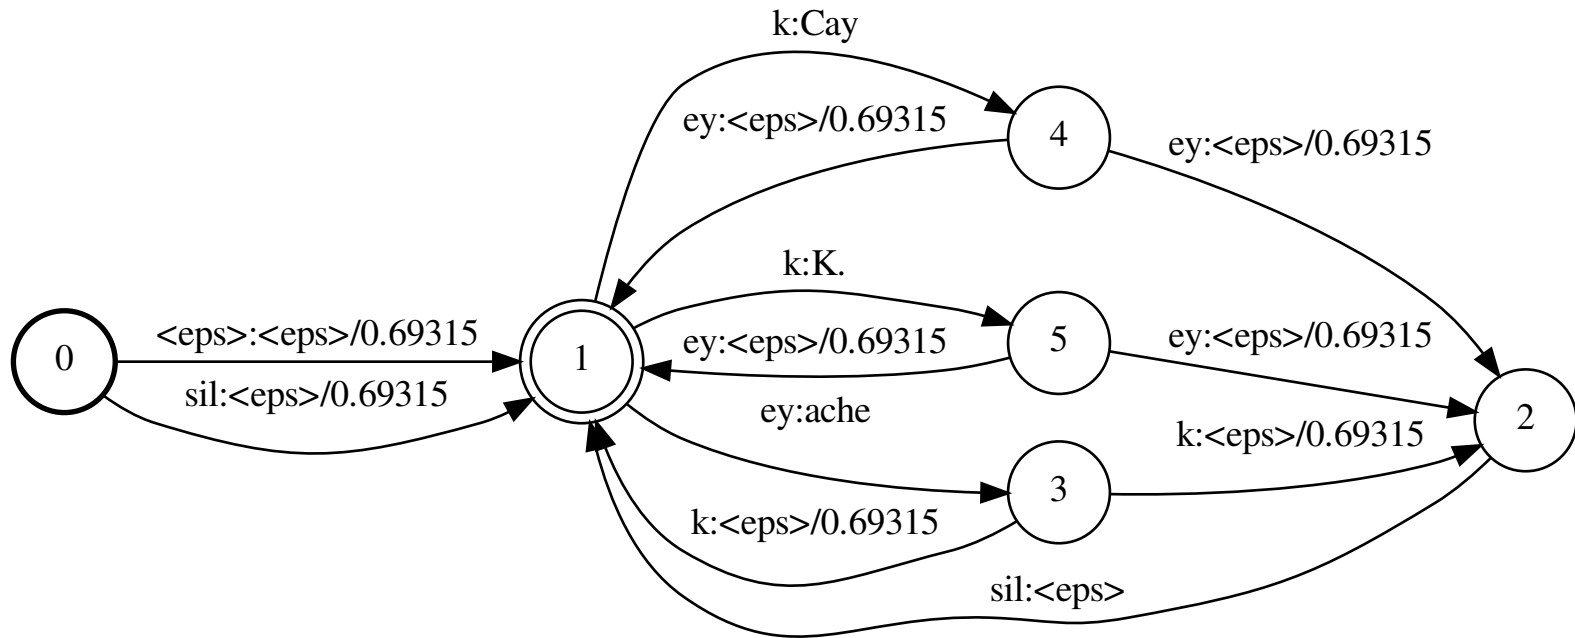 k:Cay
ey:<eps>/0.69315
4
ey:<eps>/0.69315
k:K.
<eps>:<eps>/0.69315
ey:<eps>/0.69315
5
ey:<eps>/0.69315
0
1
sil:<eps>/0.69315
ey:ache
2
k:<eps>/0.69315
3
k:<eps>/0.69315
sil:<eps>